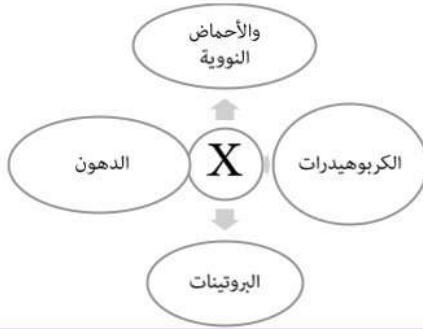 والأحماض
النووية
الكربوهيدرات
X
الدهون
البروتينات